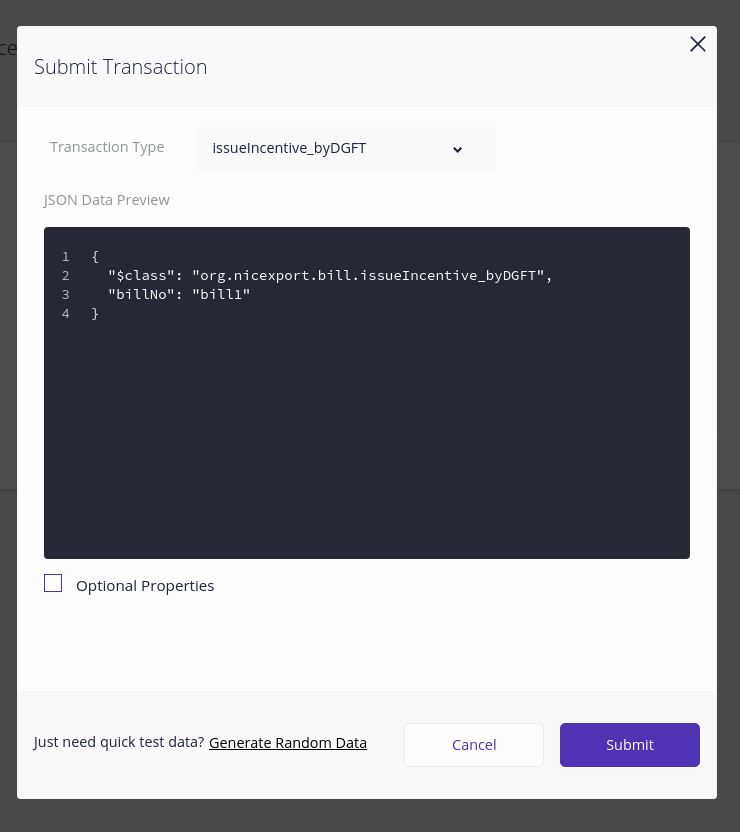 ce
Submit Transaction
Transaction Type issueIncentive_byDGFT
JSON Data Preview
1 {
2 "$class": "org.nicexport.bill.issueIncentive_byDGFT",
3 "billNo": "bill1"
4 }
Optional Properties
Just need quick test data? Generate Random Data Cancel Submit